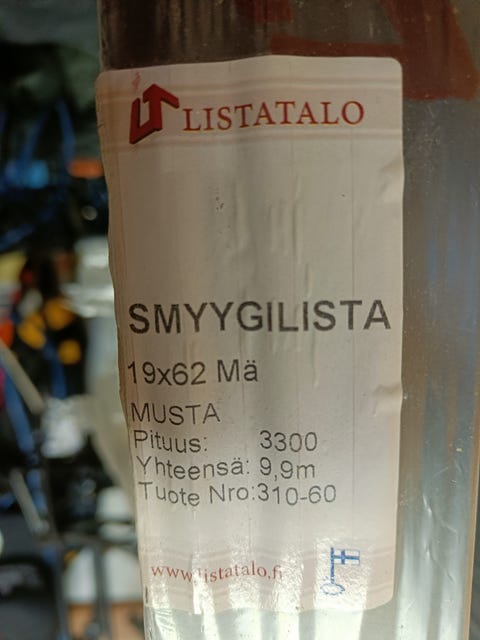 LISTATALO
SMYYGILISTA
19x62 Mä
MUSTA
Pituus: 3300
Yhteensä: 9,9m
Tuote Nro:310-60
www.listatalo.fi